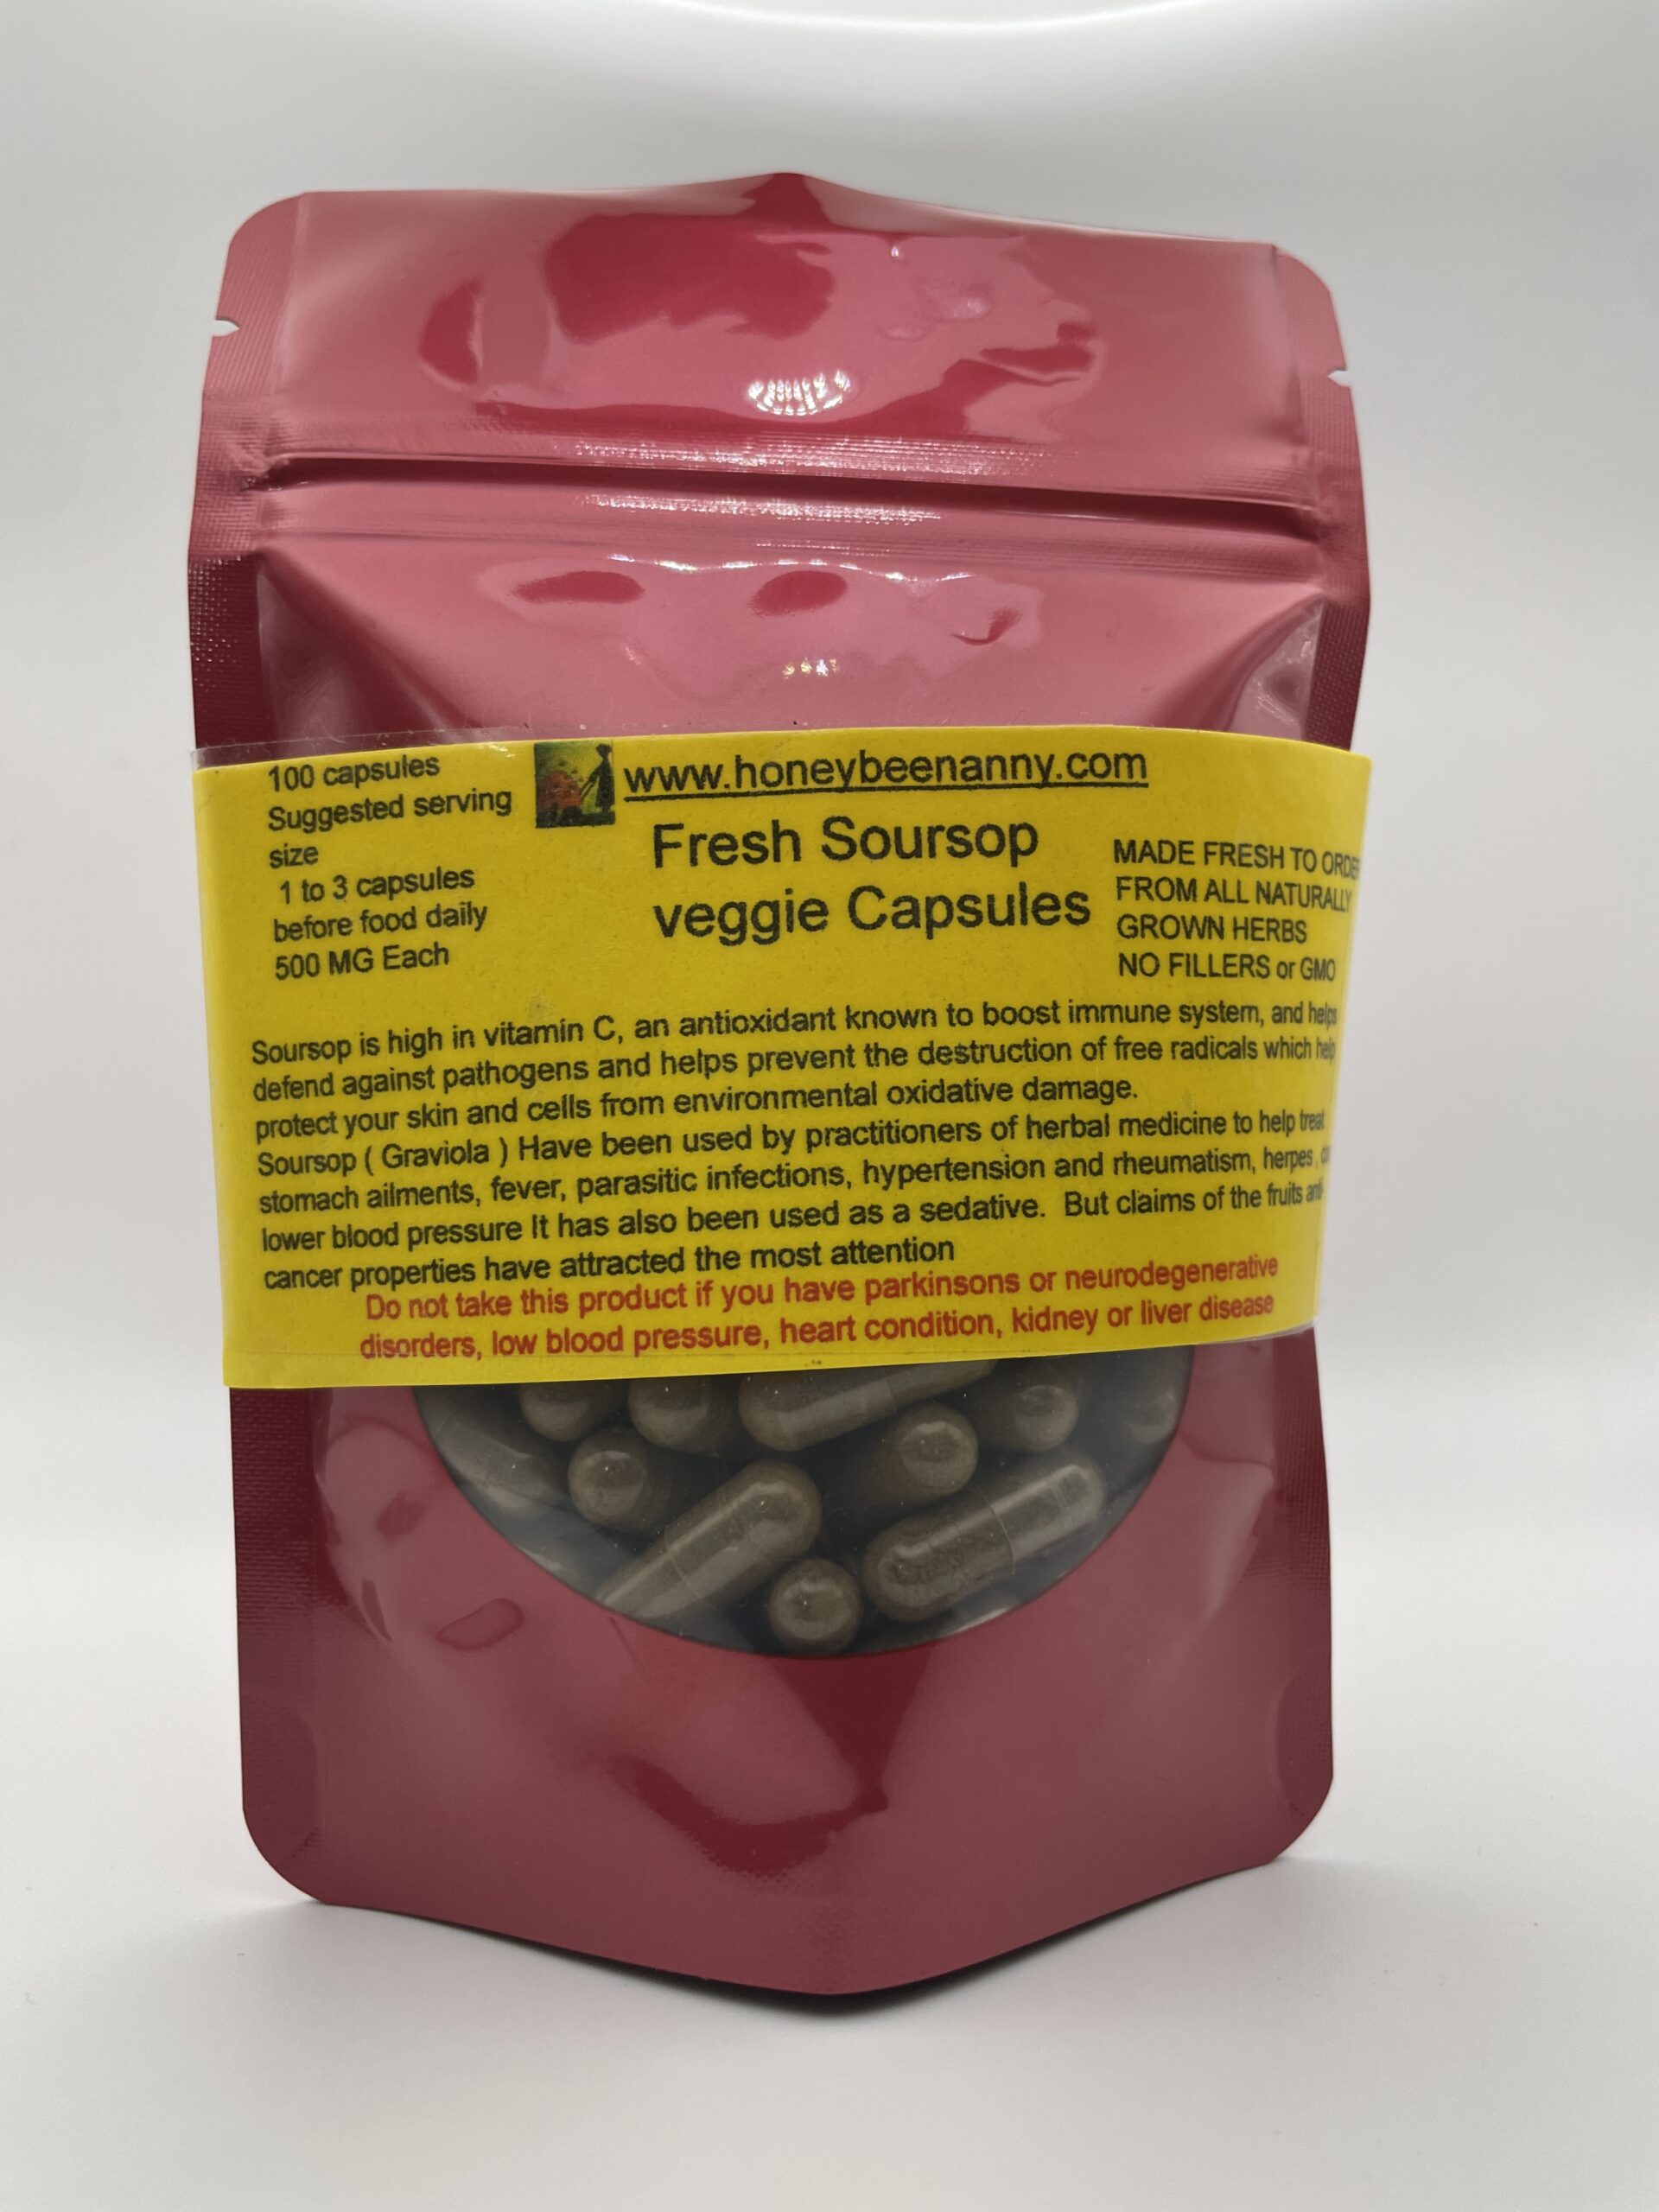 100 capsules
Suggested serving
size
1 to 3 capsules
before food daily
500 MG Each
www.honeybeenanny.com
Fresh Soursop
veggie Capsules
MADE FRESH TO ORDER
FROM ALL NATURALLY
GROWN HERBS
NO FILLERS or GMO
Soursop is high in vitamin C, an antioxidant known to boost immune system, and helps
defend against pathogens and helps prevent the destruction of free radicals which help
protect your skin and cells from environmental oxidative damage.
Soursop ( Graviola ) Have been used by practitioners of herbal medicine to help treat
stomach ailments, fever, parasitic infections, hypertension and rheumatism, herpes,
lower blood pressure It has also been used as a sedative. But claims of the fruits anti-
cancer properties have attracted the most attention
Do not take this product if you have parkinsons or neurodegenerative
disorders, low blood pressure, heart condition, kidney or liver disease